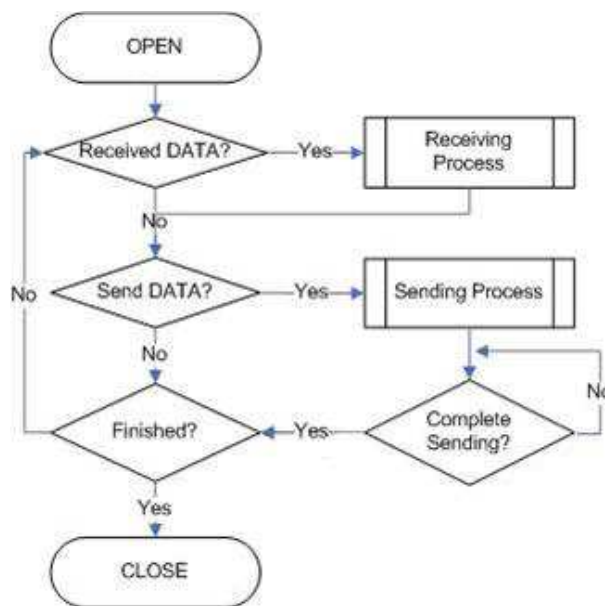 OPEN
Received DATA?
Yes
Receiving
Process
No
Send DATA?
Yes
Sending Process
No
No
No
Finished?
Yes
Complete
Sending?
Yes
CLOSE